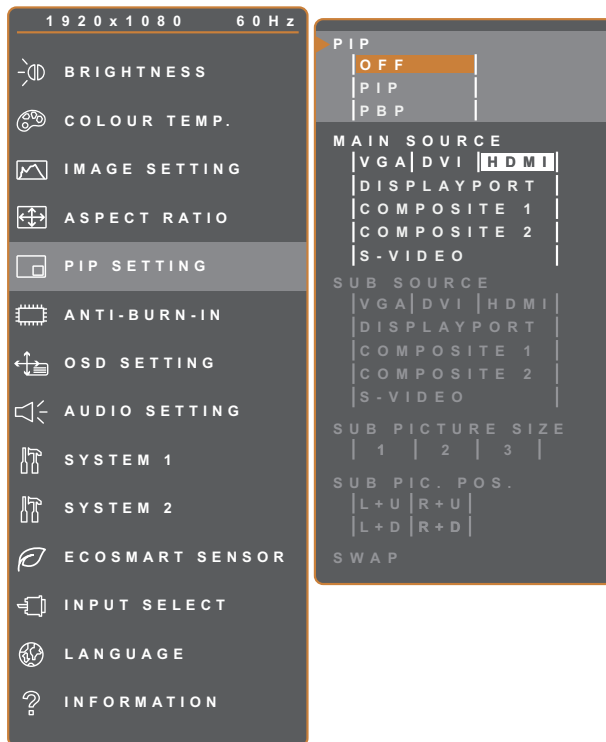 1920x1080 60Hz
BRIGHTNESS
COLOUR TEMP.
IMAGE SETTING
ASPECT RATIO
PIP SETTING
ANTI-BURN-IN
OSD SETTING
AUDIO SETTING
SYSTEM 1
SYSTEM 2
ECOSMART SENSOR
INPUT SELECT
LANGUAGE
INFORMATION
PIP
OFF
PIP
PBP
MAIN SOURCE
VGA DVI HDMI
DISPLAYPORT
COMPOSITE 1
COMPOSITE 2
S-VIDEO
SUB SOURCE
VGA DVI HDMI
DISPLAYPORT
COMPOSITE 1
COMPOSITE 2
S-VIDEO
SUB PICTURE SIZE
1 2 3
SUB PIC. POS.
L+U R+U
L+D R+D
SWAP